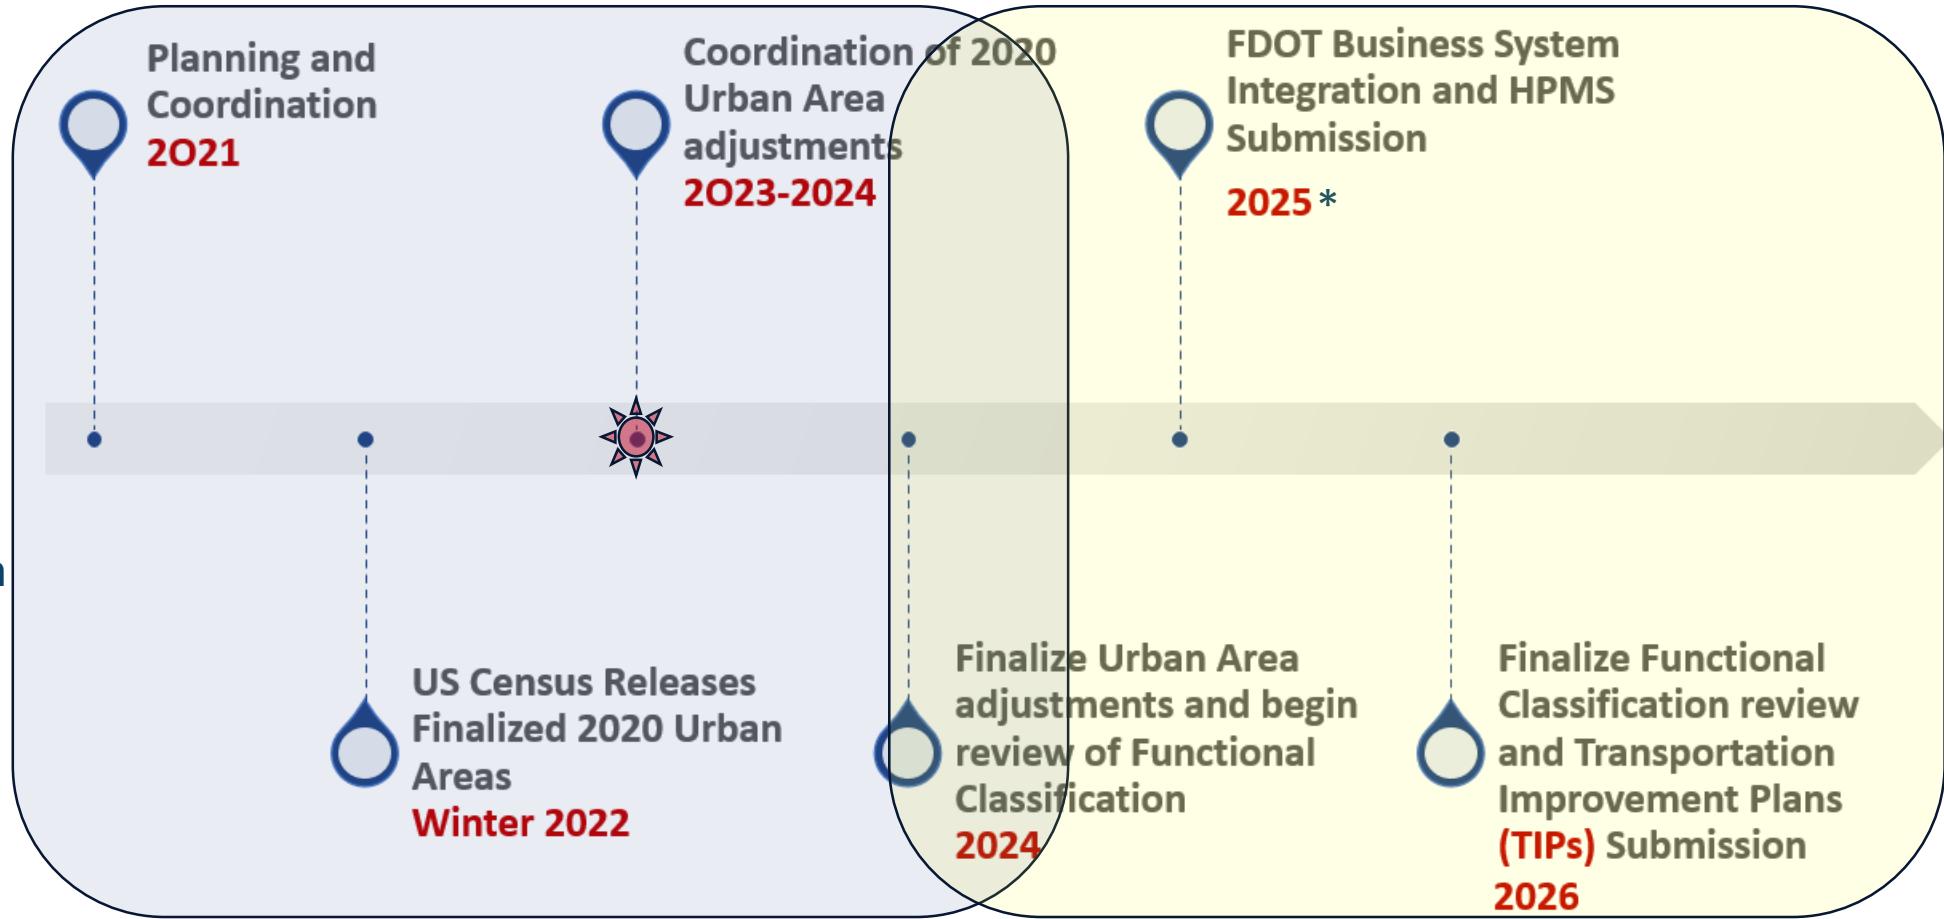 Planning and
Coordination
2O21
Coordination of 2020
Urban Area
adjustments
2O23-2024
FDOT Business System
Integration and HPMS
Submission
2025 *
US Census Releases
Finalized 2020 Urban
Areas
Winter 2022
Finalize Urban Area
adjustments and begin
review of Functional
Classification
2024
Finalize Functional
Classification review
and Transportation
Improvement Plans
(TIPs) Submission
2026